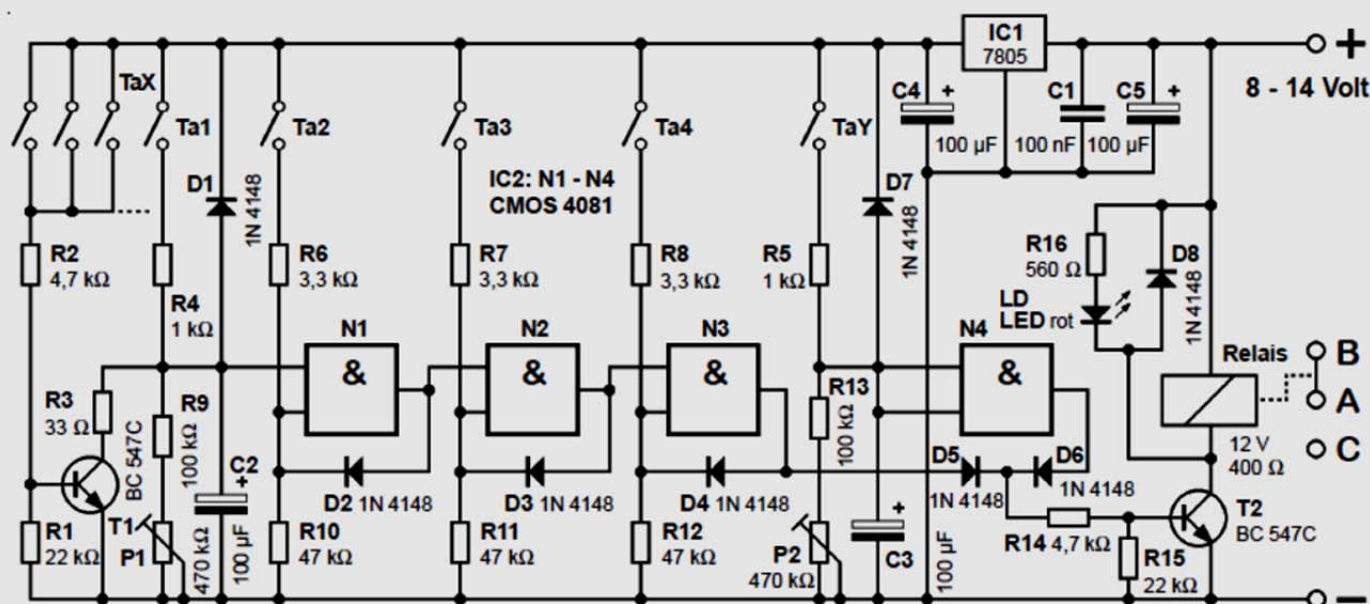 IC1
7805
+
8 - 14 Volt
C4
+
100 µF
C1
100 nF
C5
+
100 µF
TaX
Ta1
Ta2
Ta3
Ta4
TaY
D1
1N 4148
IC2: N1 - N4
CMOS 4081
D7
1N 4148
R2
4,7 kΩ
R4
1 kΩ
R6
3,3 kΩ
R7
3,3 kΩ
R8
3,3 kΩ
R5
1 kΩ
R16
560 Ω
D8
1N 4148
LD
LED rot
N1
&
N2
&
N3
&
N4
&
Relais
B
A
C
12 V
400 Ω
R3
33 Ω
BC 547C
T1
R9
100 kΩ
C2
+
100 µF
R13
100 kΩ
D2 1N 4148
D3 1N 4148
D4 1N 4148
D5
1N 4148
D6
1N 4148
R1
22 kΩ
P1
470 kΩ
R10
47 kΩ
R11
47 kΩ
R12
47 kΩ
P2
470 kΩ
+
C3
100 µF
R14 4,7 kΩ
R15
22 kΩ
T2
BC 547C
−